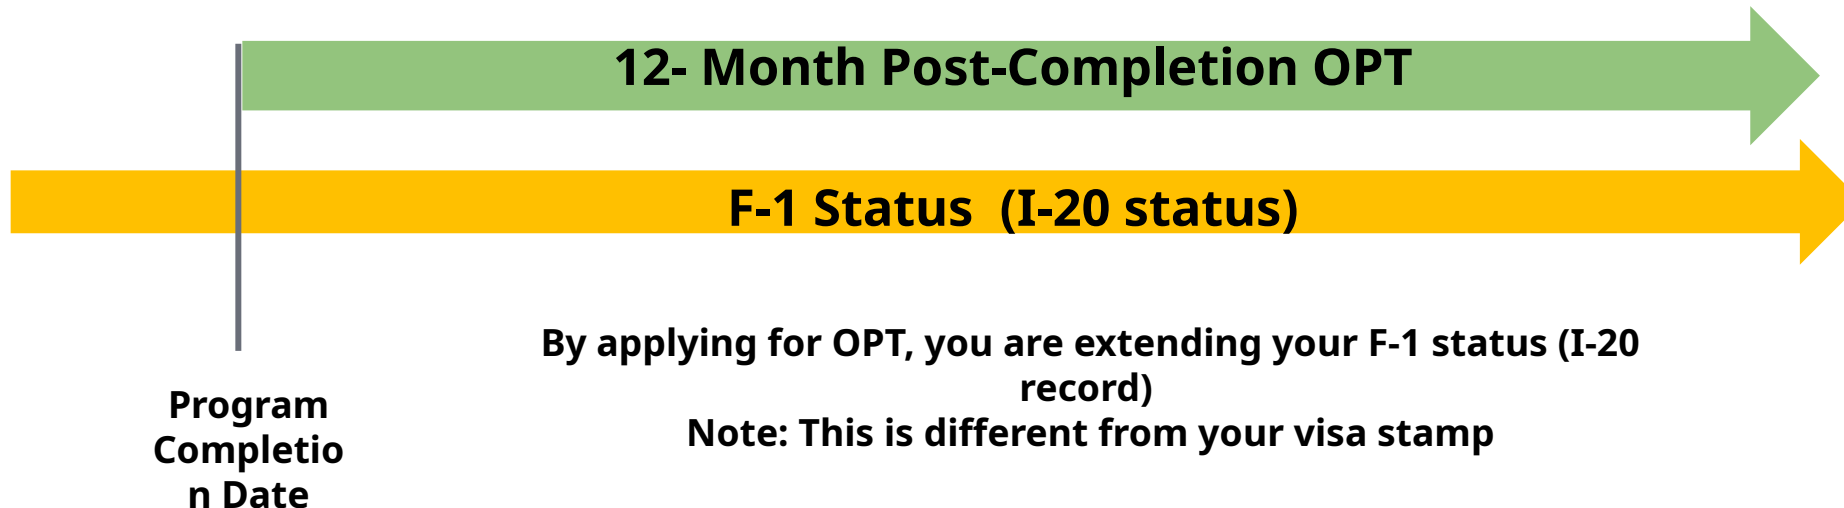 12- Month Post-Completion OPT
F-1 Status  (I-20 status)
By applying for OPT, you are extending your F-1 status (I-20
record)
Note: This is different from your visa stamp
Program
Completio
n Date